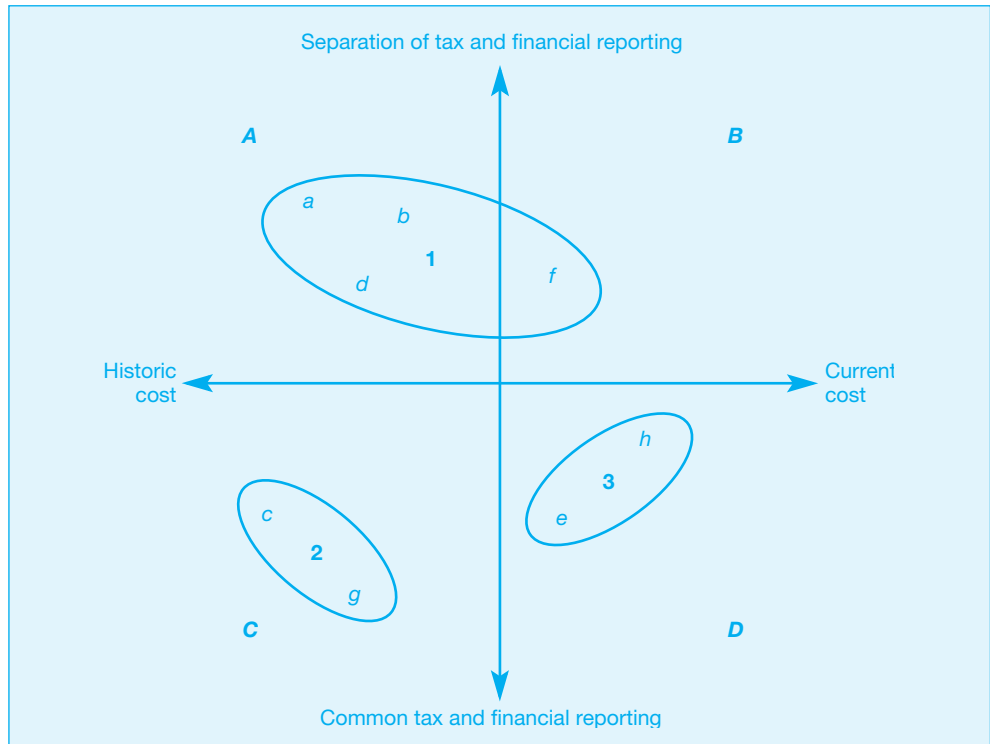 Separation of tax and financial reporting
A
B
a
b
1
d
f
Historic
cost
Current
cost
h
3
c
e
2
g
C
D
Common tax and financial reporting